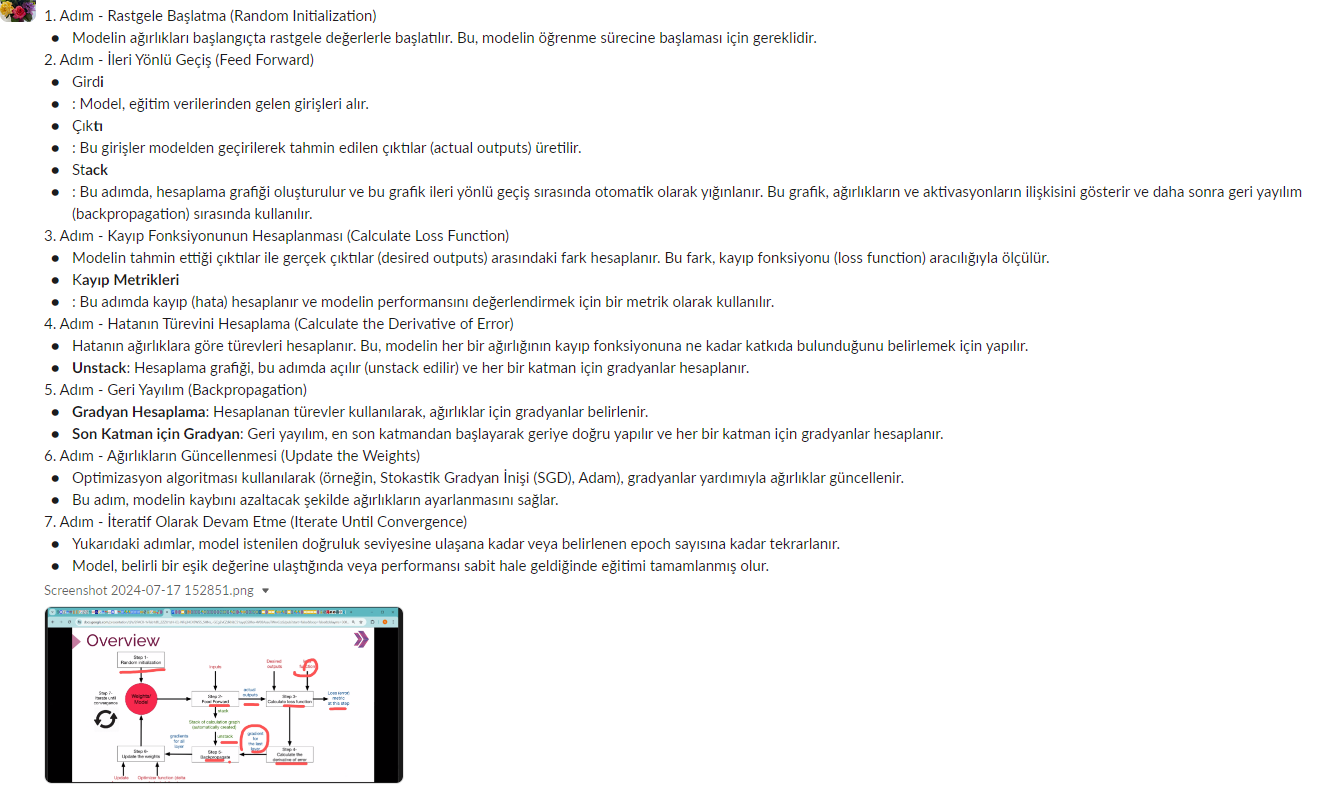 1. Adım - Rastgele Başlatma (Random Initialization)
● Modelin ağırlıkları başlangıçta rastgele değerlerle başlatılır. Bu, modelin öğrenme sürecine başlaması için gereklidir.
2. Adım - İleri Yönlü Geçiş (Feed Forward)
● Girdi
● : Model, eğitim verilerinden gelen girişleri alır.
● Çıktı
● : Bu girişler modelden geçirilerek tahmin edilen çıktılar (actual outputs) üretilir.
● Stack
● : Bu adımda, hesaplama grafiği oluşturulur ve bu grafik ileri yönlü geçiş sırasında otomatik olarak yığınlanır. Bu grafik, ağırlıkların ve aktivasyonların ilişkisini gösterir ve daha sonra geri yayılım
(backpropagation) sırasında kullanılır.
3. Adım - Kayıp Fonksiyonunun Hesaplanması (Calculate Loss Function)
● Modelin tahmin ettiği çıktılar ile gerçek çıktılar (desired outputs) arasındaki fark hesaplanır. Bu fark, kayıp fonksiyonu (loss function) aracılığıyla ölçülür.
● Kayıp Metrikleri
● : Bu adımda kayıp (hata) hesaplanır ve modelin performansını değerlendirmek için bir metrik olarak kullanılır.
4. Adım - Hatanın Türevini Hesaplama (Calculate the Derivative of Error)
● Hatanın ağırlıklara göre türevleri hesaplanır. Bu, modelin her bir ağırlığının kayıp fonksiyonuna ne kadar katkıda bulunduğunu belirlemek için yapılır.
● Unstack: Hesaplama grafiği, bu adımda açılır (unstack edilir) ve her bir katman için gradyanlar hesaplanır.
5. Adım - Geri Yayılım (Backpropagation)
● Gradyan Hesaplama: Hesaplanan türevler kullanılarak, ağırlıklar için gradyanlar belirlenir.
● Son Katman için Gradyan: Geri yayılım, en son katmandan başlayarak geriye doğru yapılır ve her bir katman için gradyanlar hesaplanır.
6. Adım - Ağırlıkların Güncellenmesi (Update the Weights)
● Optimizasyon algoritması kullanılarak (örneğin, Stokastik Gradyan İnişi (SGD), Adam), gradyanlar yardımıyla ağırlıklar güncellenir.
● Bu adım, modelin kaybını azaltacak şekilde ağırlıkların ayarlanmasını sağlar.
7. Adım - İteratif Olarak Devam Etme (Iterate Until Convergence)
● Yukarıdaki adımlar, model istenilen doğruluk seviyesine ulaşana kadar veya belirlenen epoch sayısına kadar tekrarlanır.
● Model, belirli bir eşik değerine ulaştığında veya performansı sabit hale geldiğinde eğitimi tamamlanmış olur.
Screenshot 2024-07-17 152851.png
Overview
Step 1-
Random initialization
Inputs
Desired
outputs
Step 7-
Iterate until
convergence
Weights/
Model
Step 2-
Feed Forward
actual
outputs
Step 3-
Calculate loss function
Loss (error)
metric
at this step
stack
Stack of calculation graph
(automatically created)
unstack
gradients
for all
layer
gradient
for
the last
layer
Step 6-
Update the weights
Step 5-
Backpropagate
Step 4-
Calculate the
derivative of error
Update
Optimizer function (delta